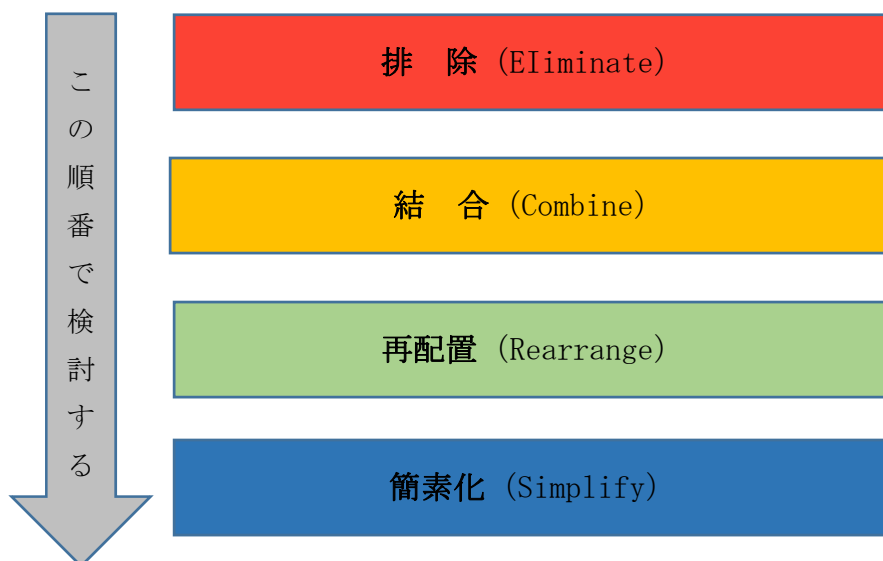 この順番で検討する
排　除 (EIiminate)
結　合 (Combine)
再配置 (Rearrange)
簡素化 (Simplify)